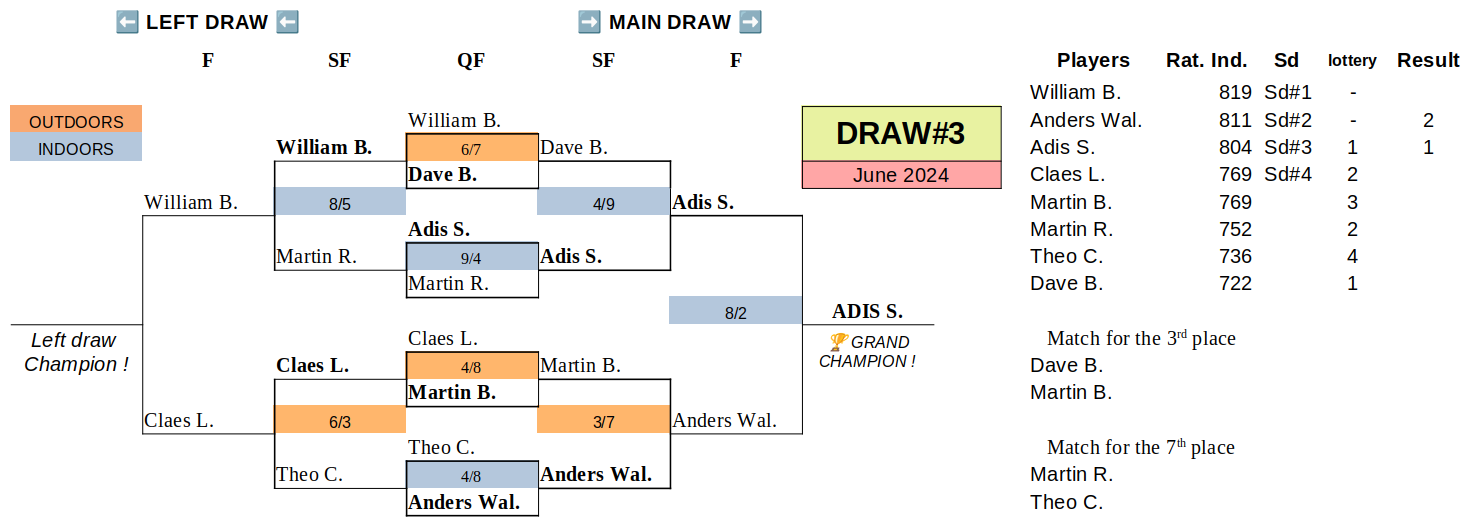 ⬅ LEFT DRAW ⬅ ➡ MAIN DRAW ➡
F SF QF SF F
Players Rat. Ind. Sd lottery Result
William B. 819 Sd#1 -
Anders Wal. 811 Sd#2 - 2
Adis S. 804 Sd#3 1 1
Claes L. 769 Sd#4 2
Martin B. 769 3
Martin R. 752 2
Theo C. 736 4
Dave B. 722 1
OUTDOORS
INDOORS
DRAW#3
June 2024
William B.
6/7
Dave B.
William B.
Dave B.
8/5
4/9
William B.
Adis S.
Adis S.
9/4
Martin R.
Martin R.
Adis S.
8/2
ADIS S.
🏆GRAND
CHAMPION !
Left draw
Champion !
Claes L.
4/8
Martin B.
Claes L.
Martin B.
6/3
3/7
Claes L.
Anders Wal.
Theo C.
4/8
Anders Wal.
Theo C.
Anders Wal.
Match for the 3rd place
Dave B.
Martin B.
Match for the 7th place
Martin R.
Theo C.